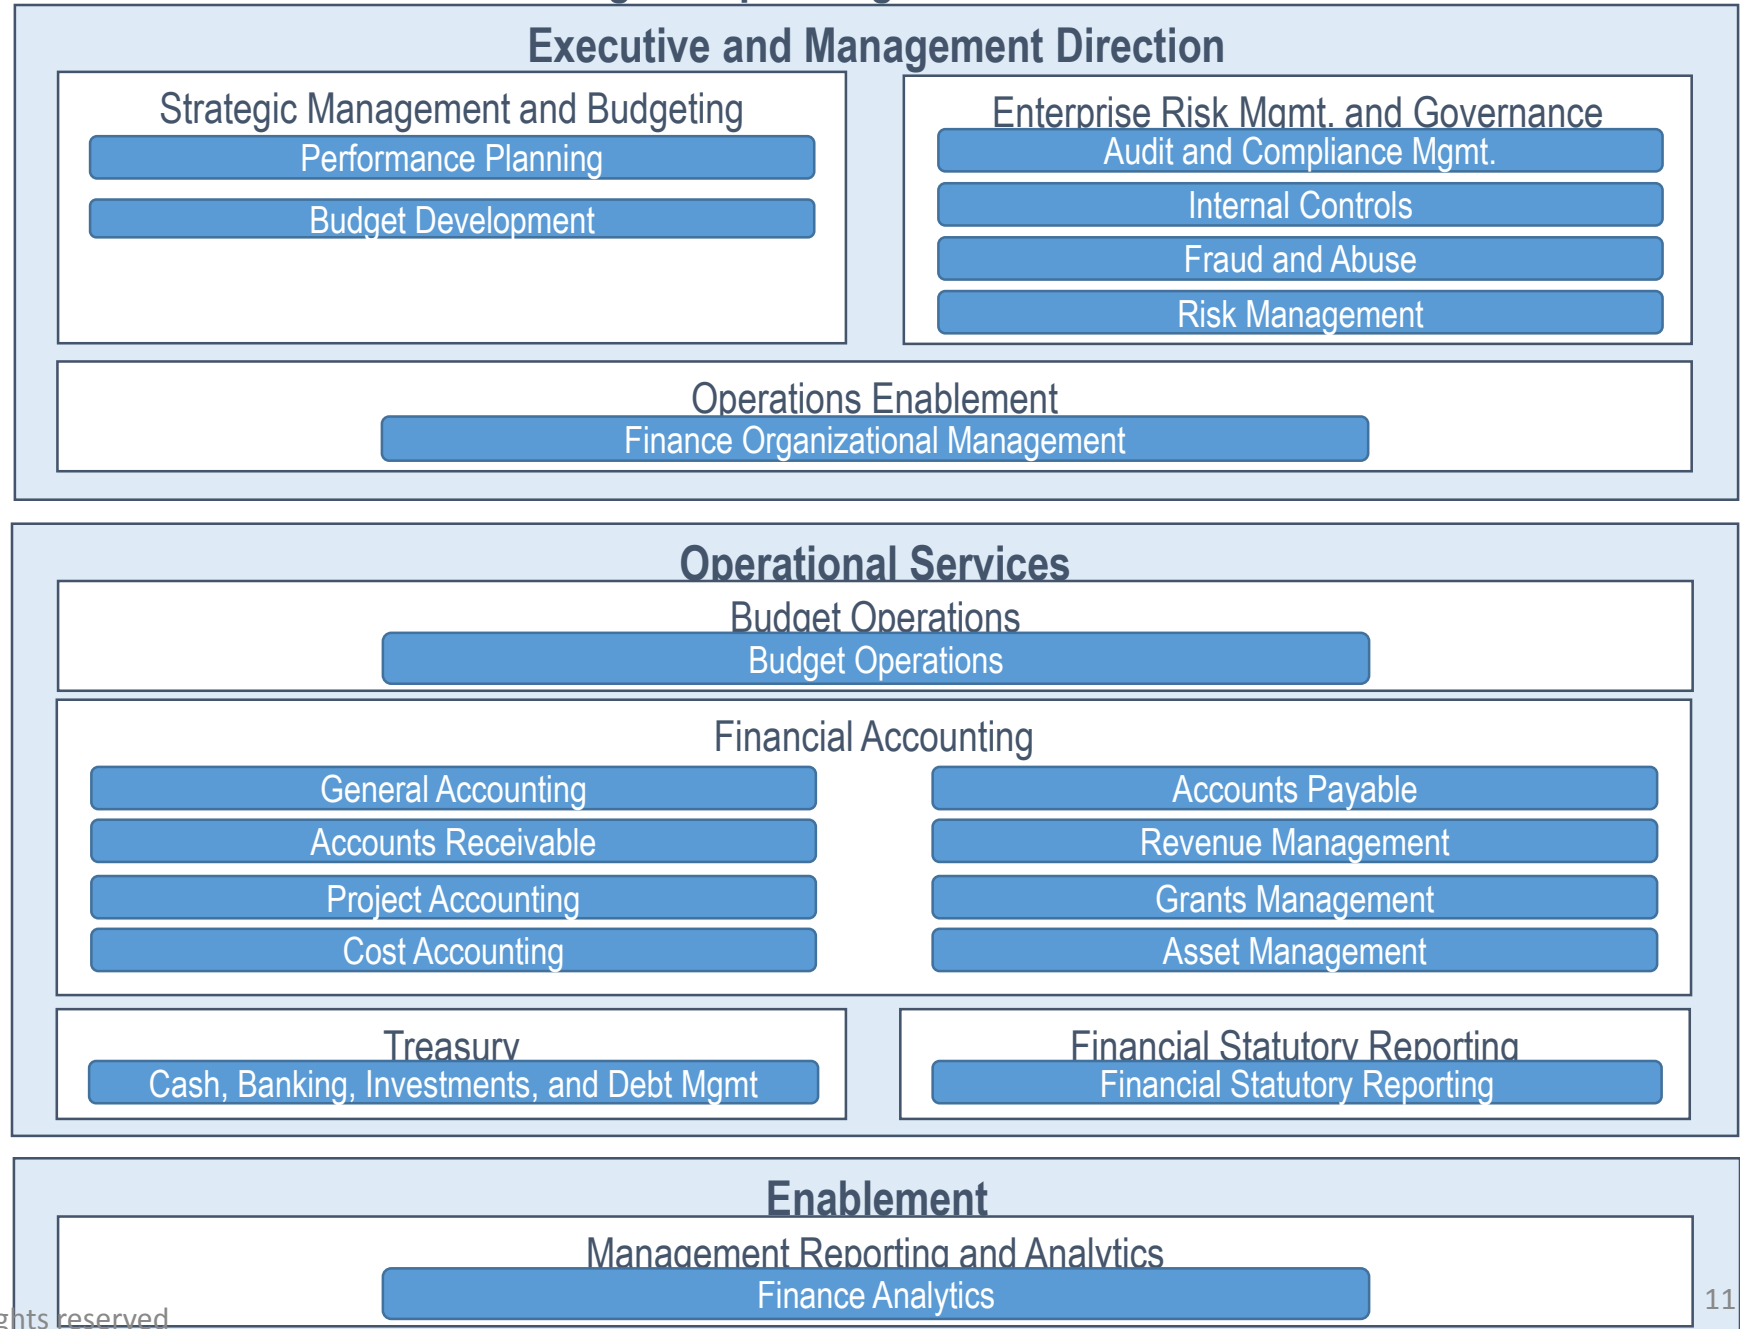 Executive and Management Direction
Strategic Management and Budgeting
Performance Planning
Budget Development
Enterprise Risk Mgmt. and Governance
Audit and Compliance Mgmt.
Internal Controls
Fraud and Abuse
Risk Management
Operations Enablement
Finance Organizational Management
Operational Services
Budget Operations
Budget Operations
Financial Accounting
General Accounting
Accounts Receivable
Project Accounting
Cost Accounting
Accounts Payable
Revenue Management
Grants Management
Asset Management
Treasury
Cash, Banking, Investments, and Debt Mgmt
Financial Statutory Reporting
Financial Statutory Reporting
Enablement
Management Reporting and Analytics
Finance Analytics
reserved
11